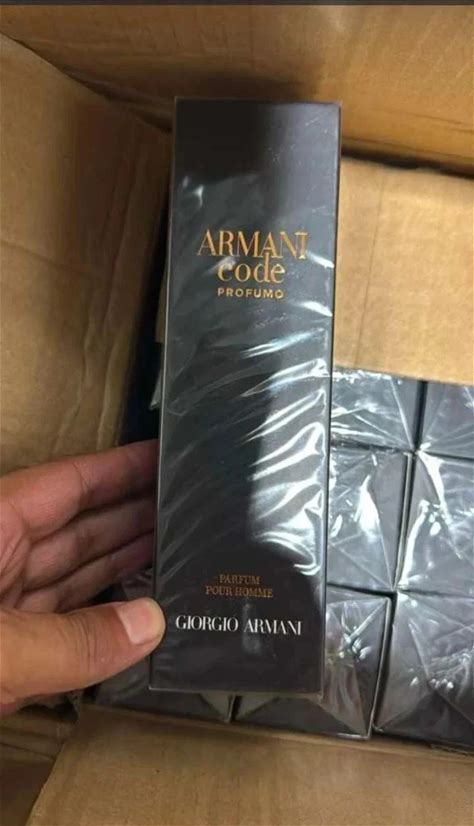 ARMANI
code
PROFUMO
PARFUM
POUR HOMME
GIORGIO ARMANI